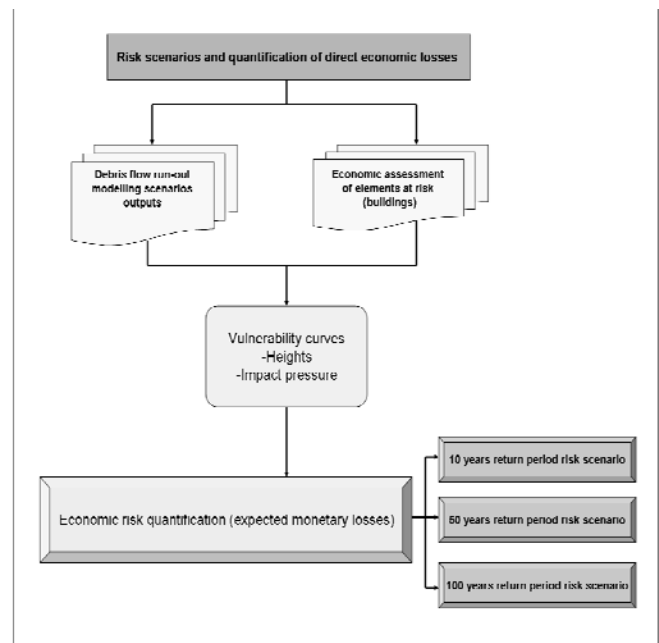 Risk scenarios and quantification of direct economic losses
Debris flow run-out
modelling scenarios
outputs
Economic assessment
of elements at risk
(buildings)
Vulnerability curves
-Heights
-Impact pressure
Economic risk quantification (expected monetary losses)
10 years return period risk scenario
50 years return period risk scenario
100 years return period risk scenario